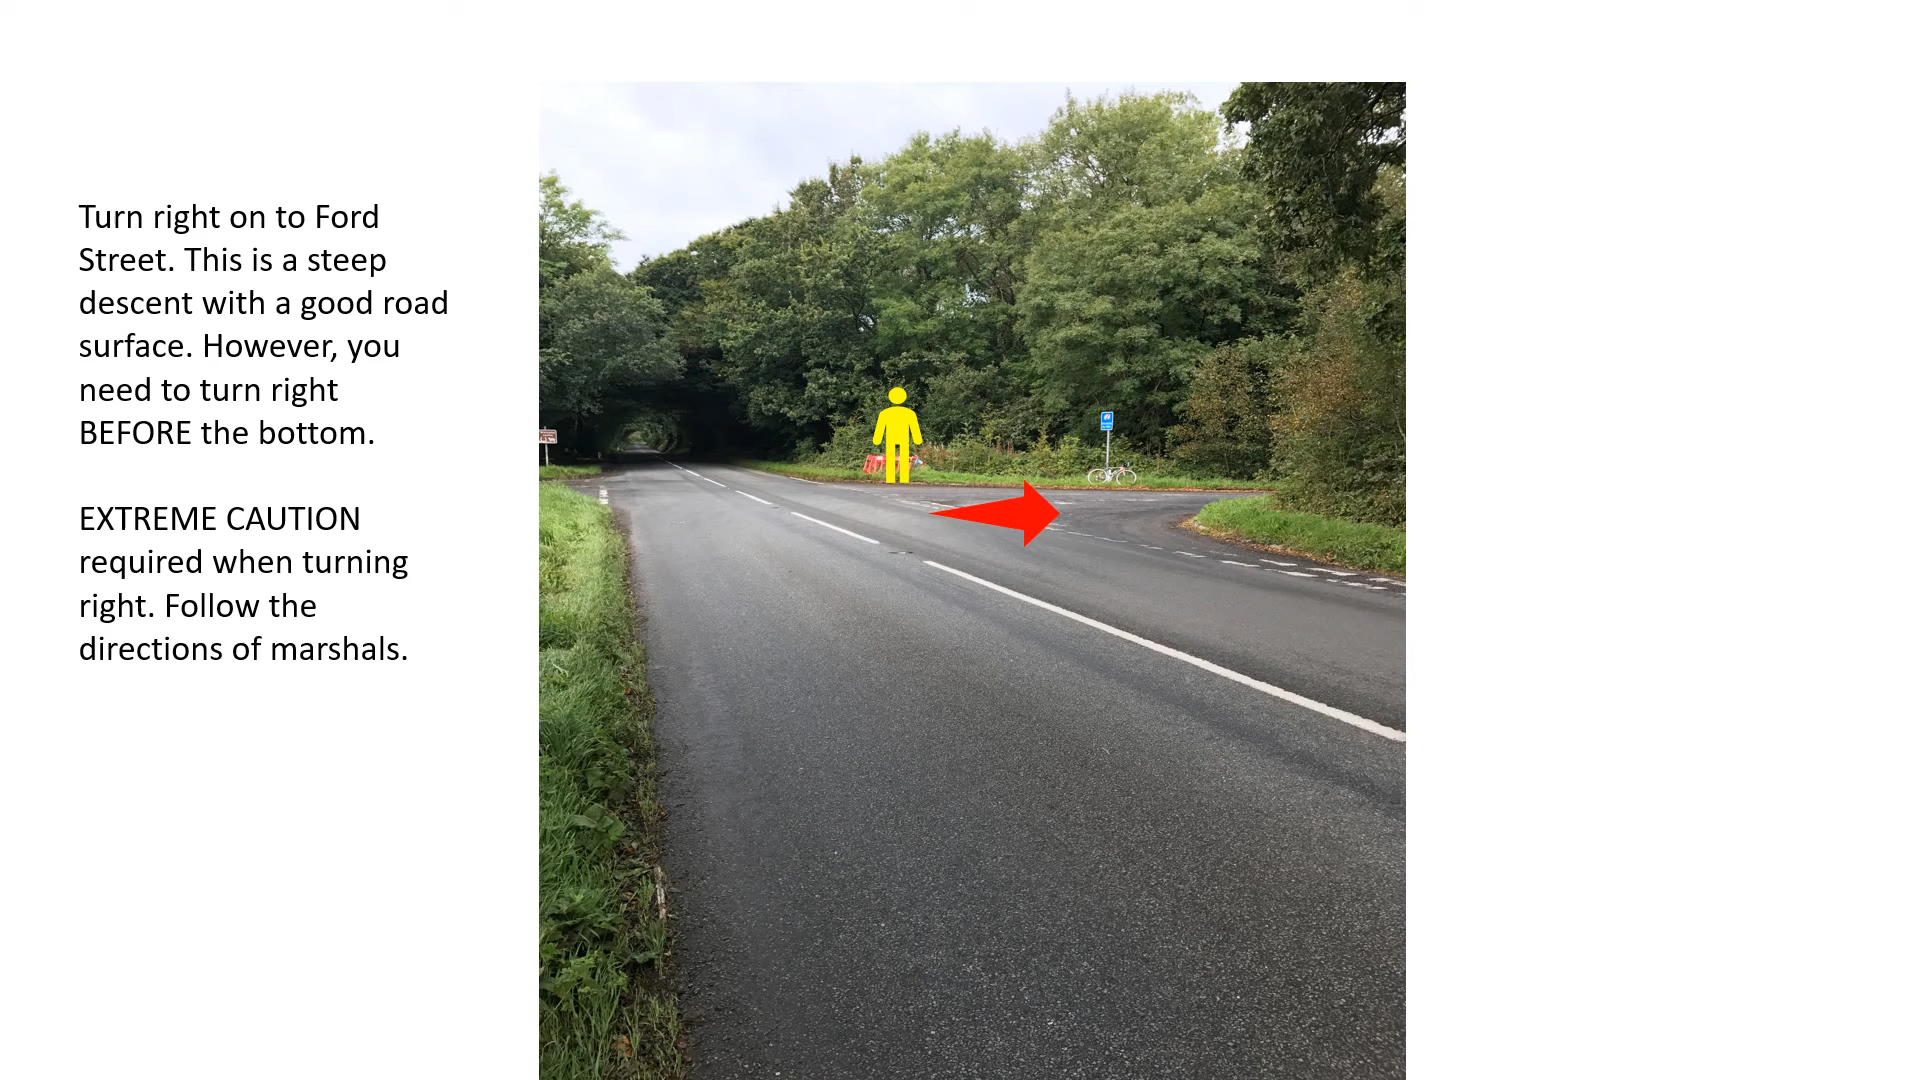 Turn right on to Ford
Street. This is a steep
descent with a good road
surface. However, you
need to turn right
BEFORE the bottom.
EXTREME CAUTION
required when turning
right. Follow the
directions of marshals.